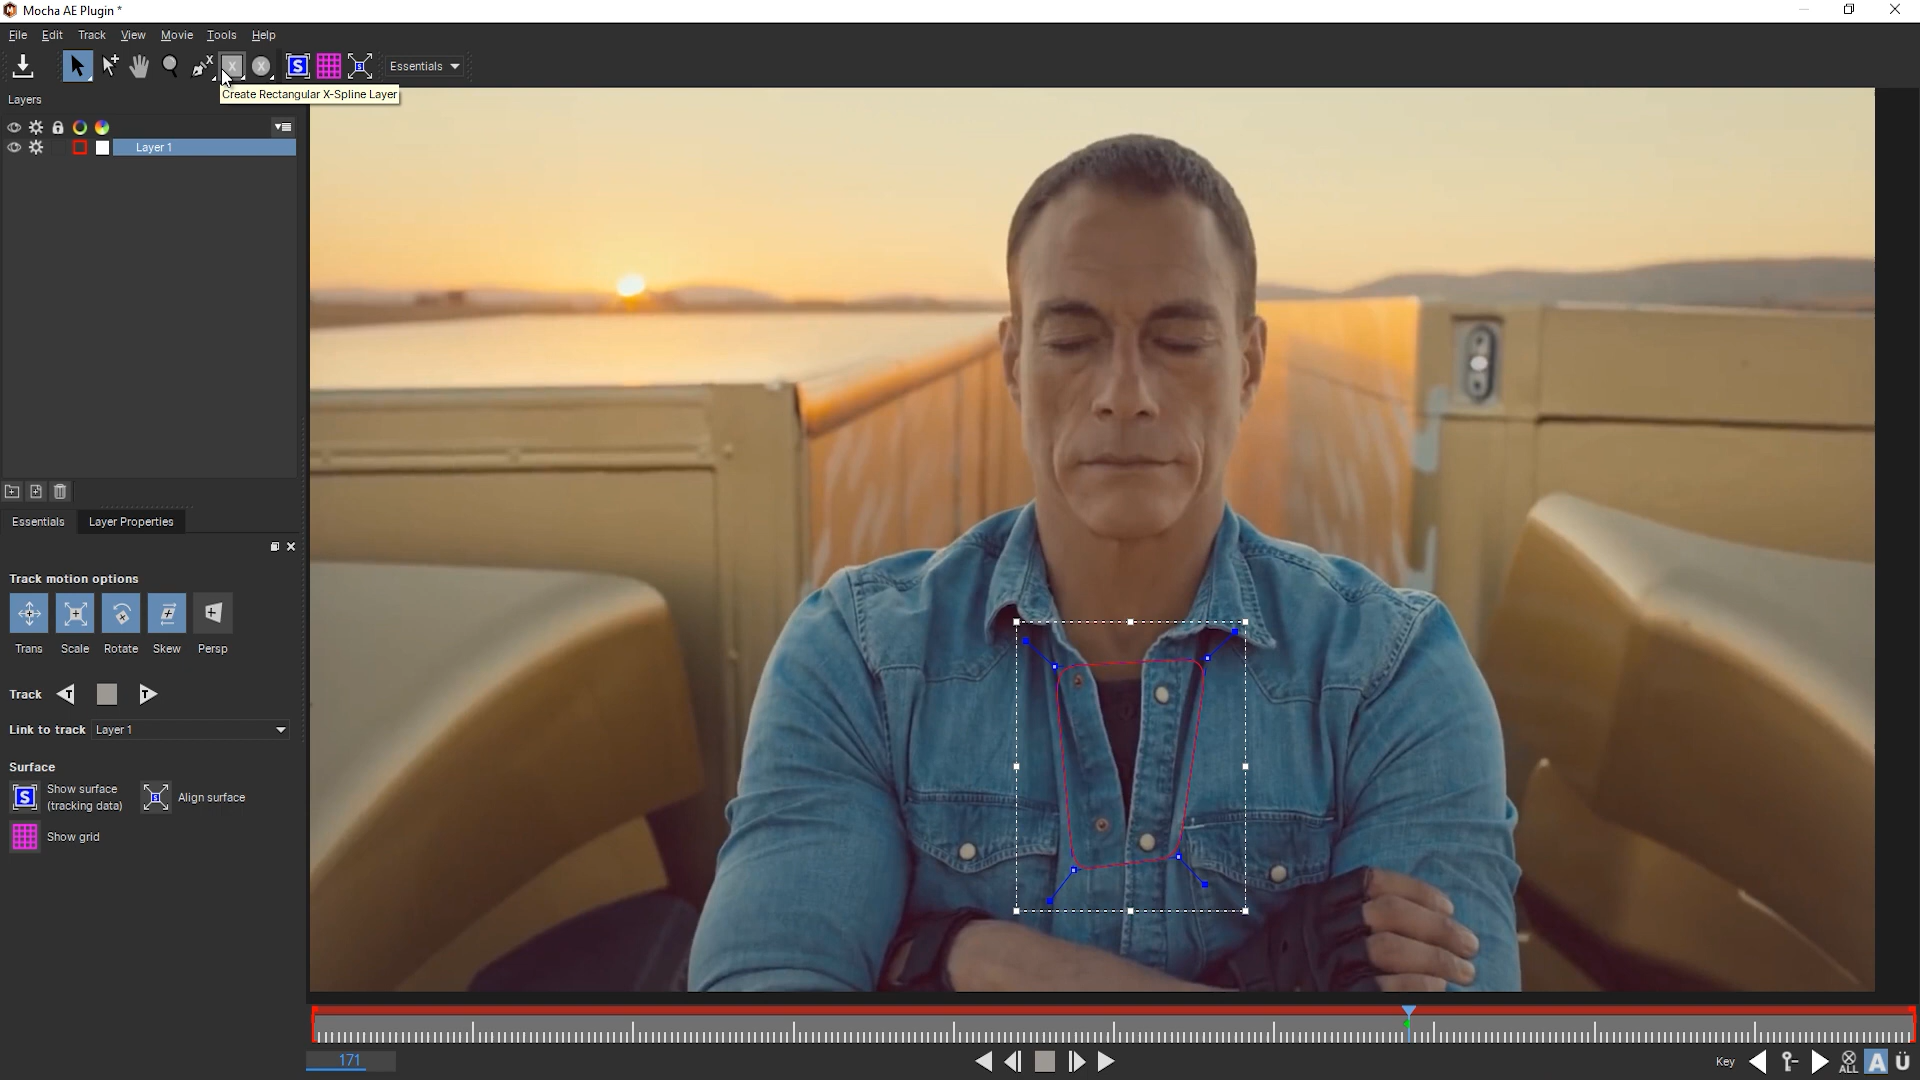 Mocha AE Plugin *
File Edit Track View Movie Tools Help
Essentials
Create Rectangular X-Spline Layer
Layers
Layer 1
Essentials Layer Properties
Track motion options
Trans Scale Rotate Skew Persp
Track
Link to track Layer 1
Surface
Show surface
(tracking data)
Align surface
Show grid
171
Key
ALL
A
Ü